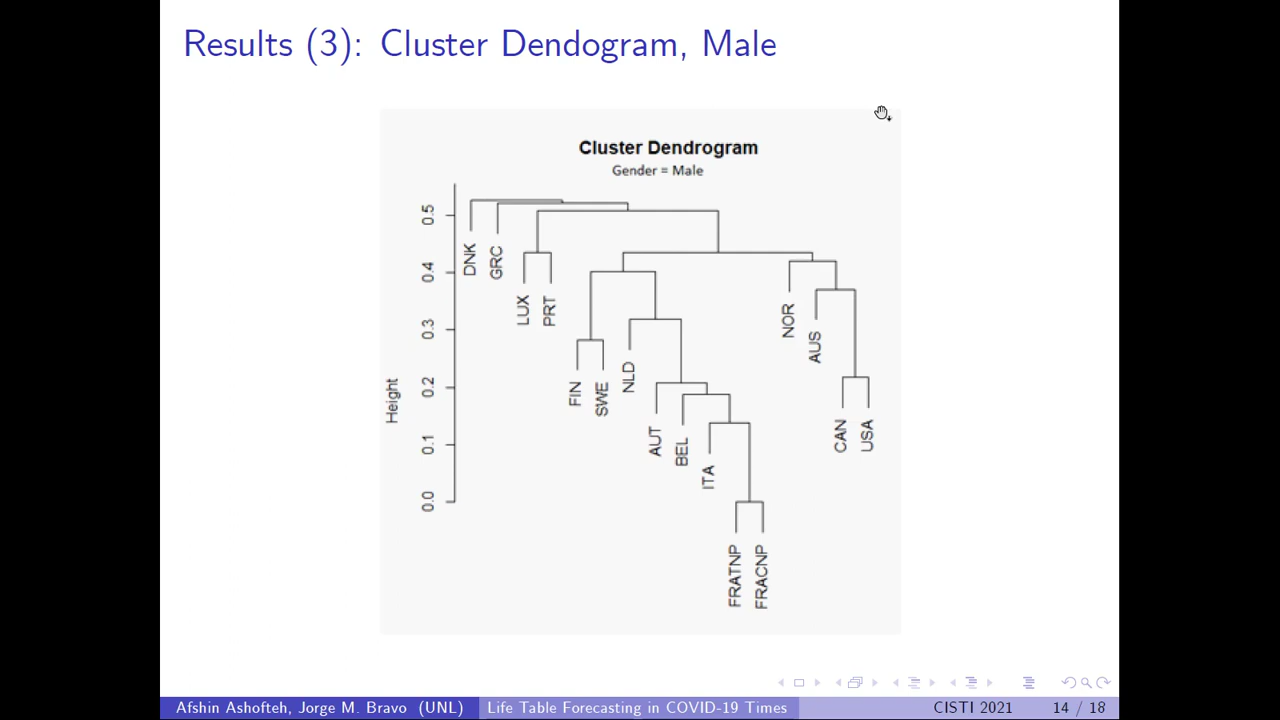 Results (3): Cluster Dendogram, Male
Cluster Dendrogram
Gender = Male
Height
0.5
0.4
0.3
0.2
0.1
0.0
DNK
GRC
LUX
PRT
FIN
SWE
NLD
AUT
BEL
ITA
FRATNP
FRACNP
NOR
AUS
CAN
USA
Afshin Ashofteh, Jorge M. Bravo (UNL) Life Table Forecasting in COVID-19 Times CISTI 2021 14 / 18